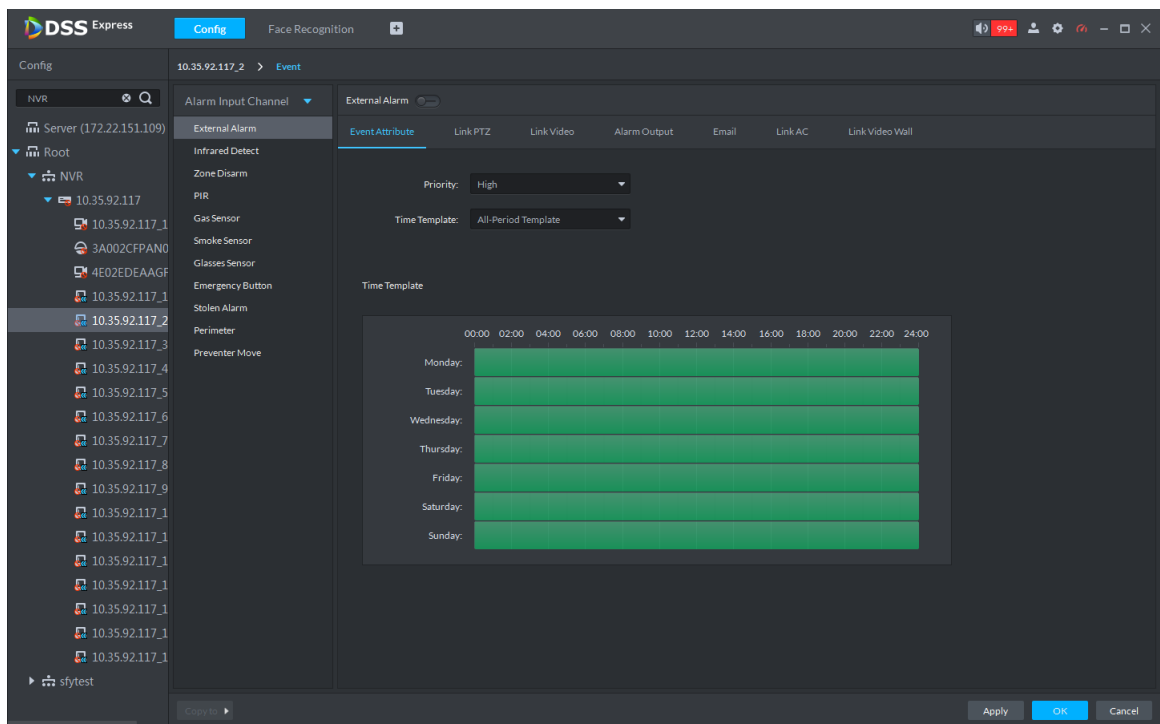 DSS Express
Config
Face Recognition
99+
Config
10.35.92.117_2 > Event
NVR
Server (172.22.151.109)
Root
NVR
10.35.92.117
10.35.92.117_1
3A002CFPAN0
4E02EDEAAGF
10.35.92.117_1
10.35.92.117_2
10.35.92.117_3
10.35.92.117_4
10.35.92.117_5
10.35.92.117_6
10.35.92.117_7
10.35.92.117_8
10.35.92.117_9
10.35.92.117_1
10.35.92.117_1
10.35.92.117_1
10.35.92.117_1
10.35.92.117_1
10.35.92.117_1
10.35.92.117_1
sfytest
Alarm Input Channel
External Alarm
Infrared Detect
Zone Disarm
PIR
Gas Sensor
Smoke Sensor
Glasses Sensor
Emergency Button
Stolen Alarm
Perimeter
Preventer Move
External Alarm
Event Attribute Link PTZ Link Video Alarm Output Email Link AC Link Video Wall
Priority: High
Time Template: All-Period Template
Time Template
00:00 02:00 04:00 06:00 08:00 10:00 12:00 14:00 16:00 18:00 20:00 22:00 24:00
Monday:
Tuesday:
Wednesday:
Thursday:
Friday:
Saturday:
Sunday:
Copy to
Apply OK Cancel